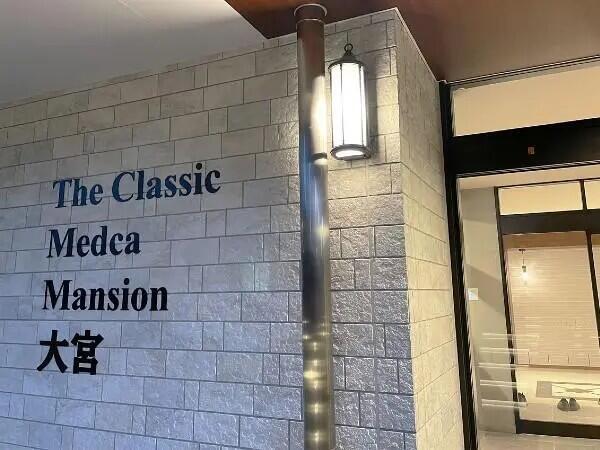 The Classic
Medca
Mansion
大宮